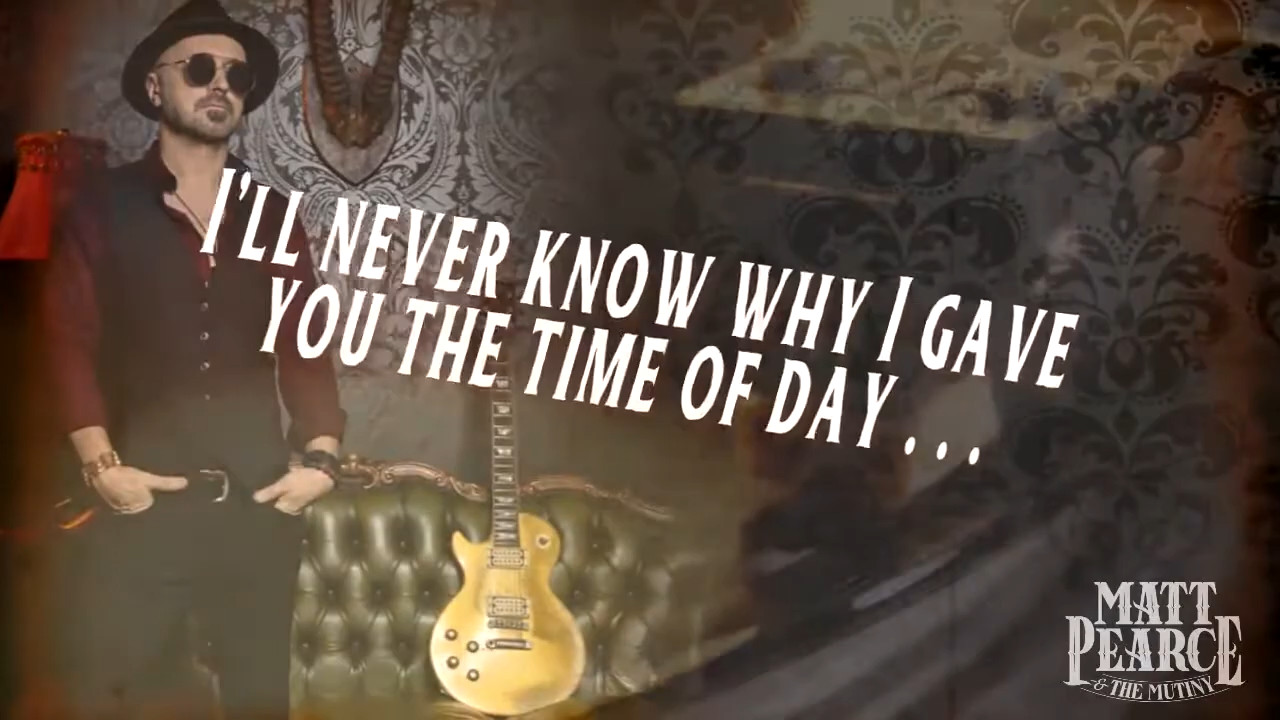 I'LL NEVER KNOW WHY I GAVE
YOU THE TIME OF DAY . . .
MATT
PEARCE
& THE MUTINY